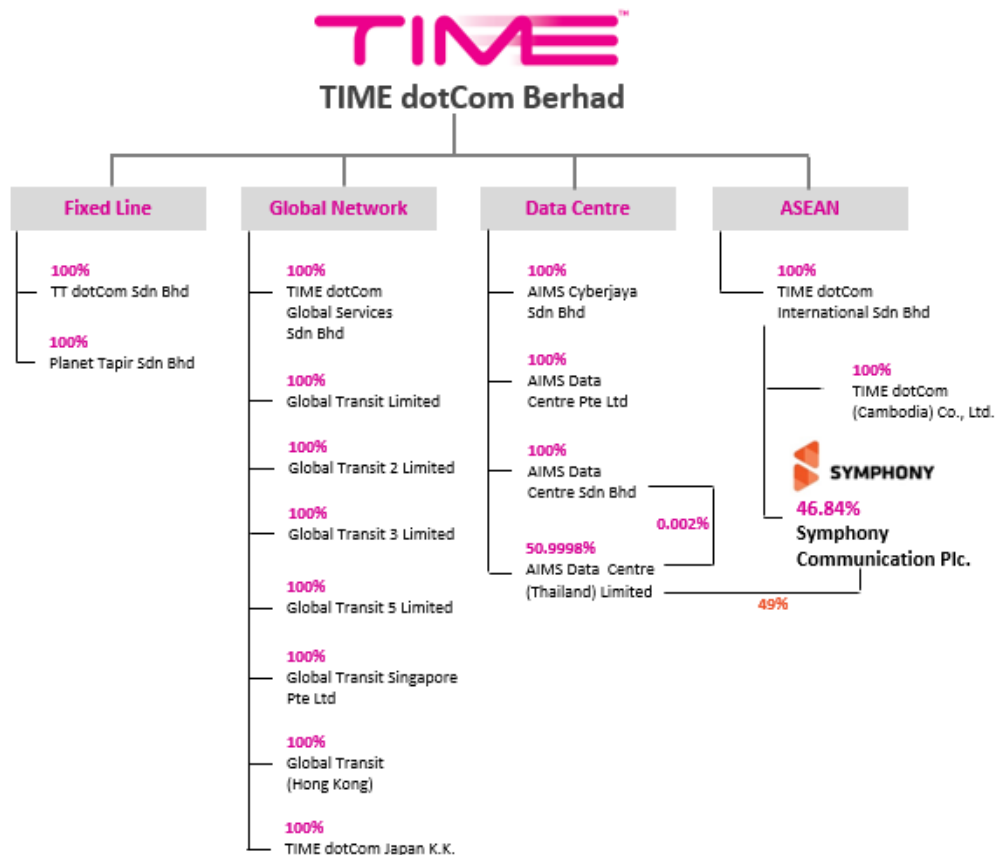 TIME™
TIME dotCom Berhad
Fixed Line
100%
TT dotCom Sdn Bhd
100%
Planet Tapir Sdn Bhd
Global Network
100%
TIME dotCom
Global Services
Sdn Bhd
100%
Global Transit Limited
100%
Global Transit 2 Limited
100%
Global Transit 3 Limited
100%
Global Transit 5 Limited
100%
Global Transit Singapore
Pte Ltd
100%
Global Transit
(Hong Kong)
100%
TIME dotCom Japan K.K.
Data Centre
100%
AIMS Cyberjaya
Sdn Bhd
100%
AIMS Data
Centre Pte Ltd
100%
AIMS Data
Centre Sdn Bhd
0.002%
50.9998%
AIMS Data Centre
(Thailand) Limited
49%
ASEAN
100%
TIME dotCom
International Sdn Bhd
100%
TIME dotCom
(Cambodia) Co., Ltd.
SYMPHONY
46.84%
Symphony
Communication Plc.